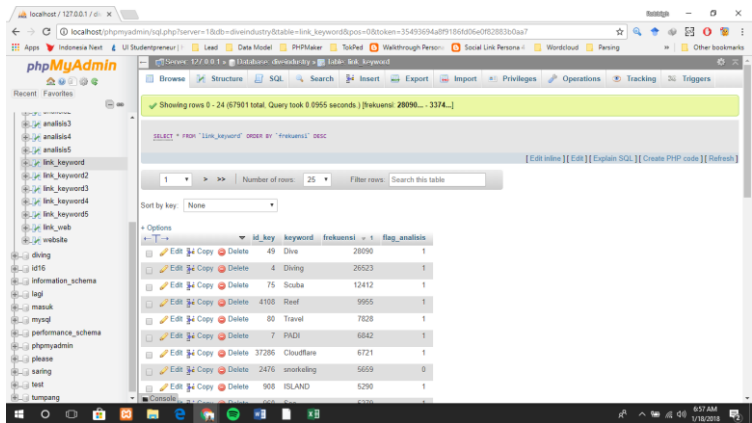 localhost / 127.0.0.1 / di
localhost/phpmyadmin/sql.php?server=1&db=diveindustry&table=link_keyword&pos=0&token=35493694a8f9186fd06e0f82883b0aa7
Apps Indonesia Next UI Studentpreneur | Lead Data Model PHPMaker TokPed Walkthrough Person Social Link Persona Wordcloud Parsing » Other bookmarks
phpMyAdmin
Recent Favorites
analisis3
analisis4
analisis5
link_keyword
link_keyword2
link_keyword3
link_keyword4
link_keyword5
link_web
website
diving
id16
information_schema
lagi
masuk
mysql
performance_schema
phpmyadmin
please
saring
test
tumpang
Server: 127.0.0.1 » Database: diveindustry » Table: link_keyword
Browse Structure SQL Search Insert Export Import Privileges Operations Tracking Triggers
Showing rows 0 - 24 (67901 total, Query took 0.0955 seconds.) [frekuensi: 28090... - 3374...]
SELECT * FROM `link_keyword` ORDER BY `frekuensi` DESC
[ Edit inline ] [ Edit ] [ Explain SQL ] [ Create PHP code ] [ Refresh ]
1 > >> Number of rows: 25 Filter rows: Search this table
Sort by key: None
+ Options
id_key keyword frekuensi 1 flag_analisis
Edit Copy Delete 49 Dive 28090 1
Edit Copy Delete 4 Diving 26523 1
Edit Copy Delete 75 Scuba 12412 1
Edit Copy Delete 4108 Reef 9955 1
Edit Copy Delete 80 Travel 7828 1
Edit Copy Delete 7 PADI 6842 1
Edit Copy Delete 37286 Cloudflare 6721 1
Edit Copy Delete 2476 snorkeling 5659 0
Edit Copy Delete 908 ISLAND 5290 1
Console
6:57 AM
1/18/2018